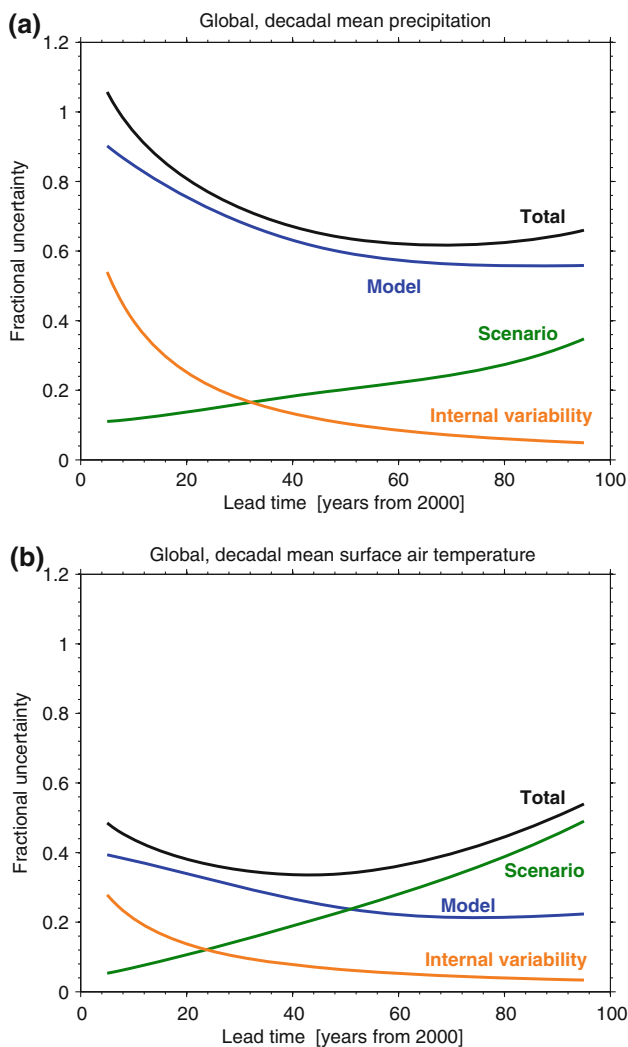 (a)
Global, decadal mean precipitation
1.2
1
0.8
0.6
0.4
0.2
0
Fractional uncertainty
Total
Model
Scenario
Internal variability
0 20 40 60 80 100
Lead time [years from 2000]
(b)
Global, decadal mean surface air temperature
1.2
1
0.8
0.6
0.4
0.2
0
Fractional uncertainty
Total
Scenario
Model
Internal variability
0 20 40 60 80 100
Lead time [years from 2000]